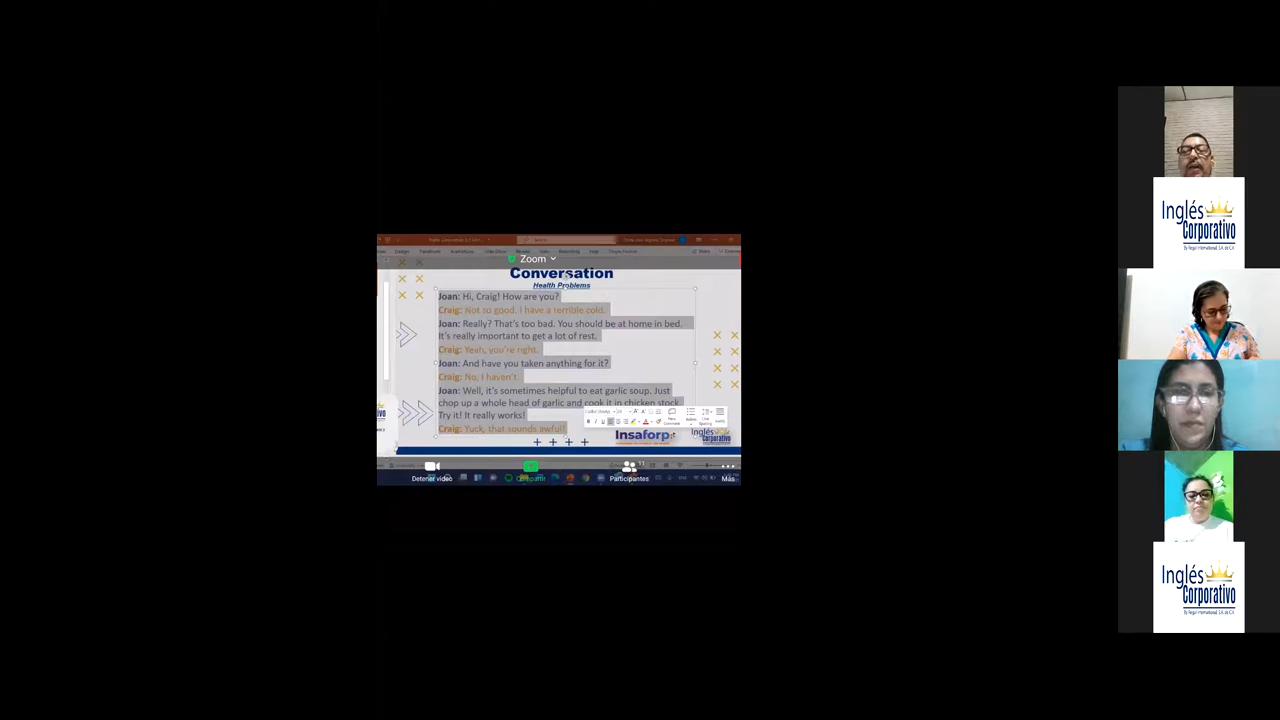 Zoom
Conversation
Health Problems
Joan: Hi, Craig! How are you?
Craig: Not so good. I have a terrible cold.
Joan: Really? That's too bad. You should be at home in bed.
It's really important to get a lot of rest.
Craig: Yeah, you're right.
Joan: And have you taken anything for it?
Craig: No, I haven't.
Joan: Well, it's sometimes helpful to eat garlic soup. Just
chop up a whole head of garlic and cook it in chicken stock.
Try it! It really works!
Craig: Yuck, that sounds awful!
Insaforp
Inglés
Corporativo
Detener video
Compartir
Participantes
Más
Inglés
Corporativo
Inglés
Corporativo